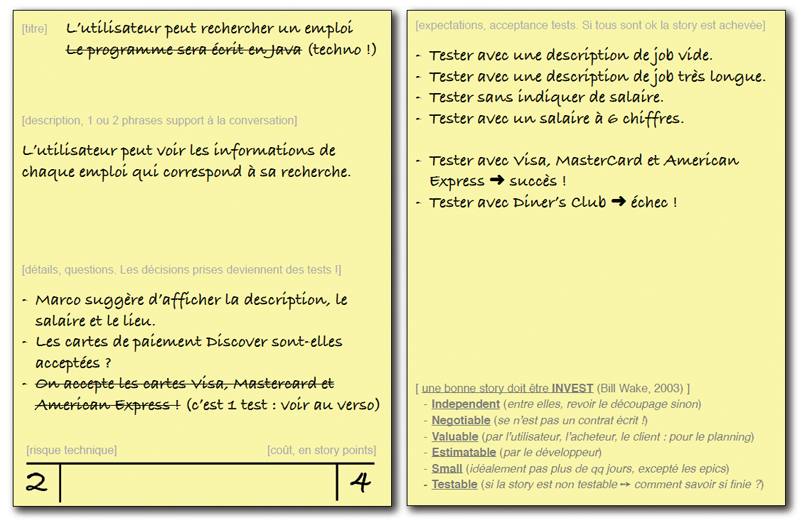 [titre] L'utilisateur peut rechercher un emploi
Le programme sera écrit en Java (techno !)
[description, 1 ou 2 phrases support à la conversation]
L'utilisateur peut voir les informations de
chaque emploi qui correspond à sa recherche.
[détails, questions. Les décisions prises deviennent des tests !]
- Marco suggère d'afficher la description, le
salaire et le lieu.
- Les cartes de paiement Discover sont-elles
acceptées ?
- On accepte les cartes Visa, Mastercard et
American Express ! (c'est 1 test : voir au verso)
[risque technique] [coût, en story points]
2 4
[expectations, acceptance tests. Si tous sont ok la story est achevée]
- Tester avec une description de job vide.
- Tester avec une description de job très longue.
- Tester sans indiquer de salaire.
- Tester avec un salaire à 6 chiffres.
- Tester avec Visa, MasterCard et American
Express ➜ succès !
- Tester avec Diner's Club ➜ échec !
[ une bonne story doit être INVEST (Bill Wake, 2003) ]
- Independent (entre elles, revoir le découpage sinon)
- Negotiable (se n'est pas un contrat écrit !)
- Valuable (par l'utilisateur, l'acheteur, le client : pour le planning)
- Estimatable (par le développeur)
- Small (idéalement pas plus de qq jours, excepté les epics)
- Testable (si la story est non testable ➙ comment savoir si finie ?)